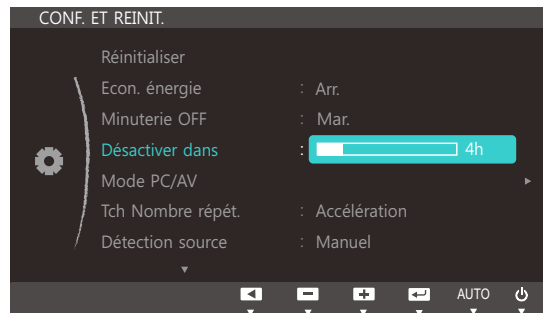 CONF. ET REINIT.
Réinitialiser
Econ. énergie : Arr.
Minuterie OFF : Mar.
Désactiver dans : 4h
Mode PC/AV
Tch Nombre répét. : Accélération
Détection source : Manuel
AUTO